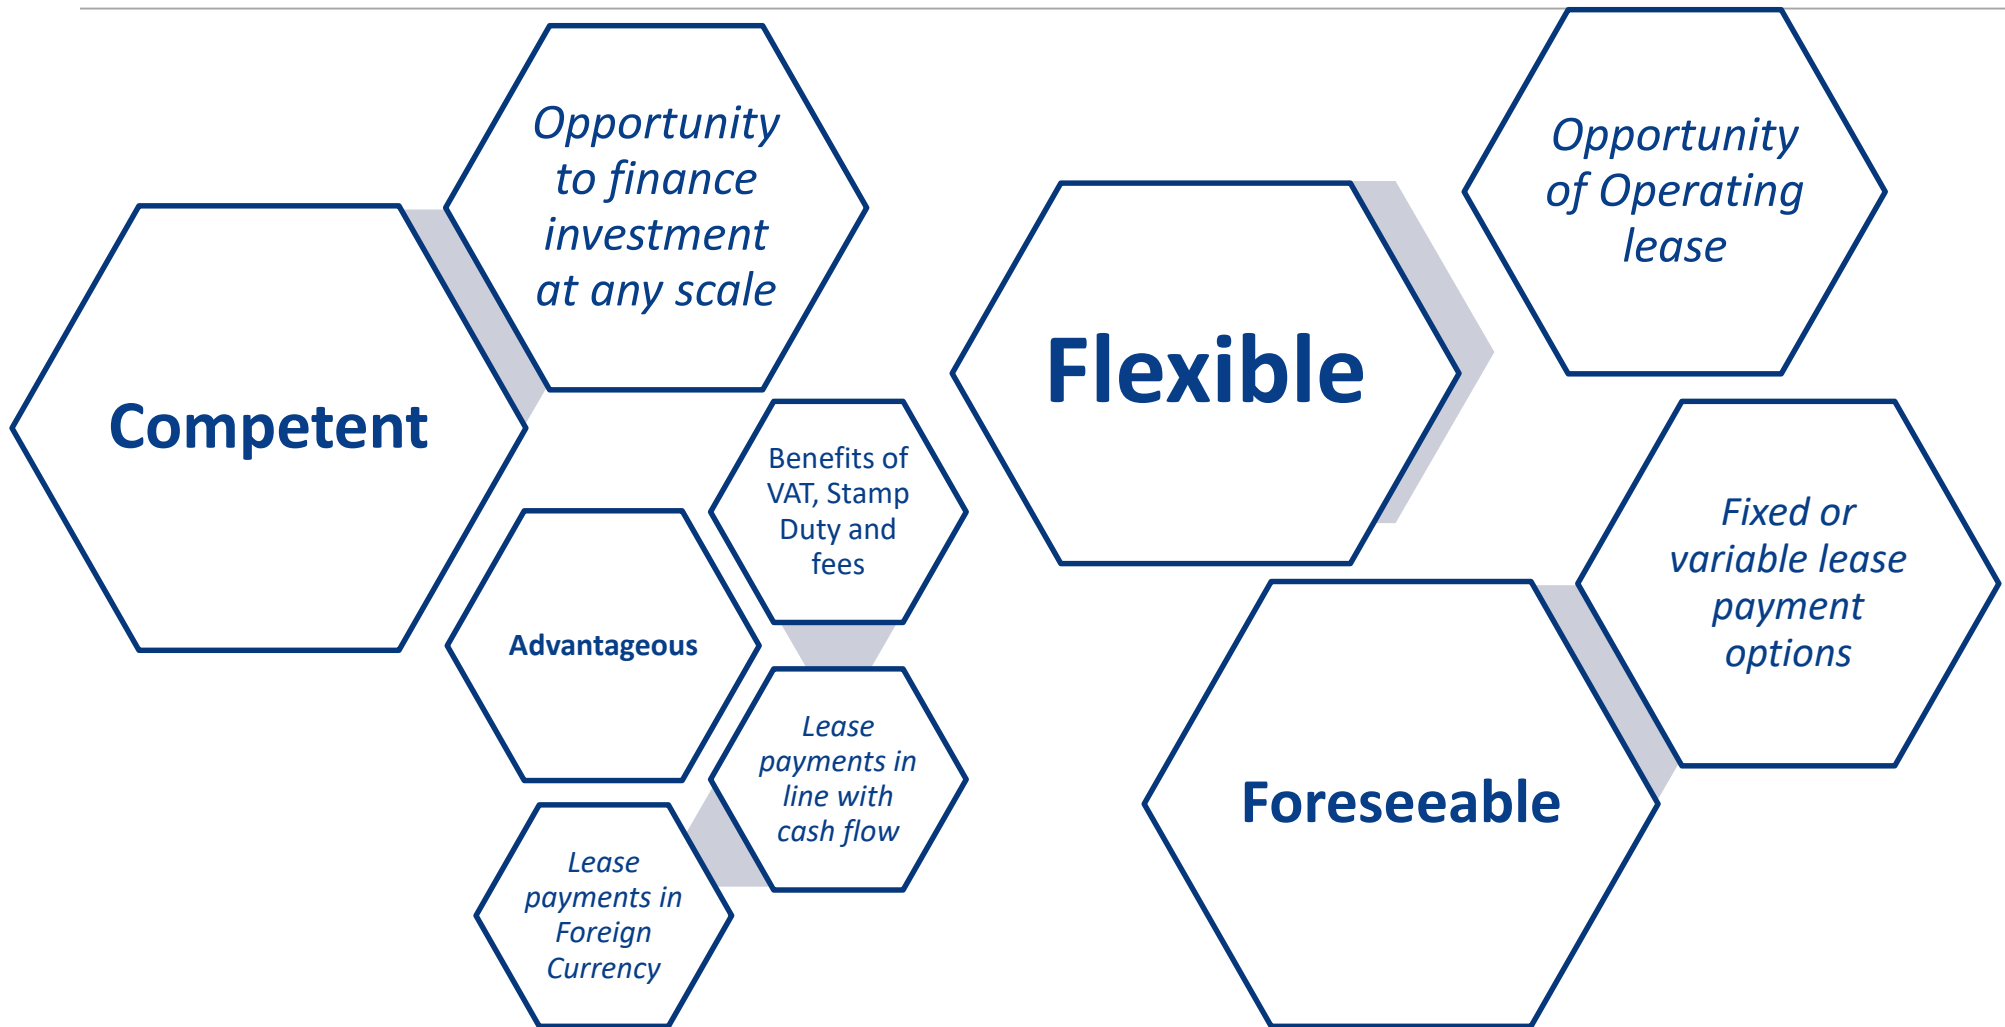 Competent
Opportunity
to finance
investment
at any scale
Advantageous
Benefits of
VAT, Stamp
Duty and
fees
Lease
payments in
line with
cash flow
Lease
payments in
Foreign
Currency
Flexible
Opportunity
of Operating
lease
Foreseeable
Fixed or
variable lease
payment
options